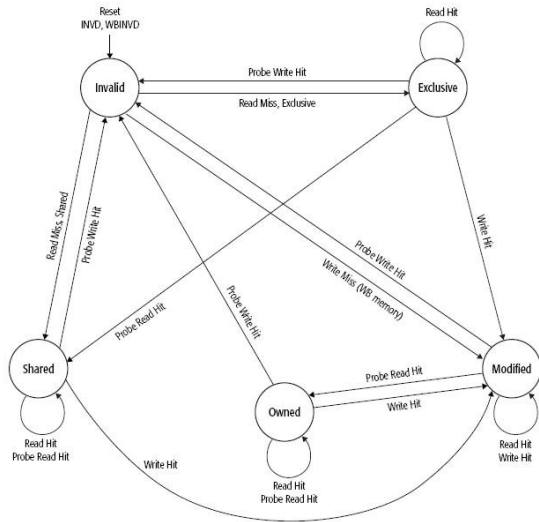 Reset
INVD, WBINVD
Read Hit
Probe Write Hit
Invalid
Exclusive
Read Miss, Exclusive
Read Miss, Shared
Probe Write Hit
Probe Write Hit
Write Miss (WB memory)
Write Hit
Probe Write Hit
Probe Read Hit
Shared
Probe Read Hit
Modified
Owned
Write Hit
Read Hit
Probe Read Hit
Write Hit
Read Hit
Probe Read Hit
Read Hit
Write Hit